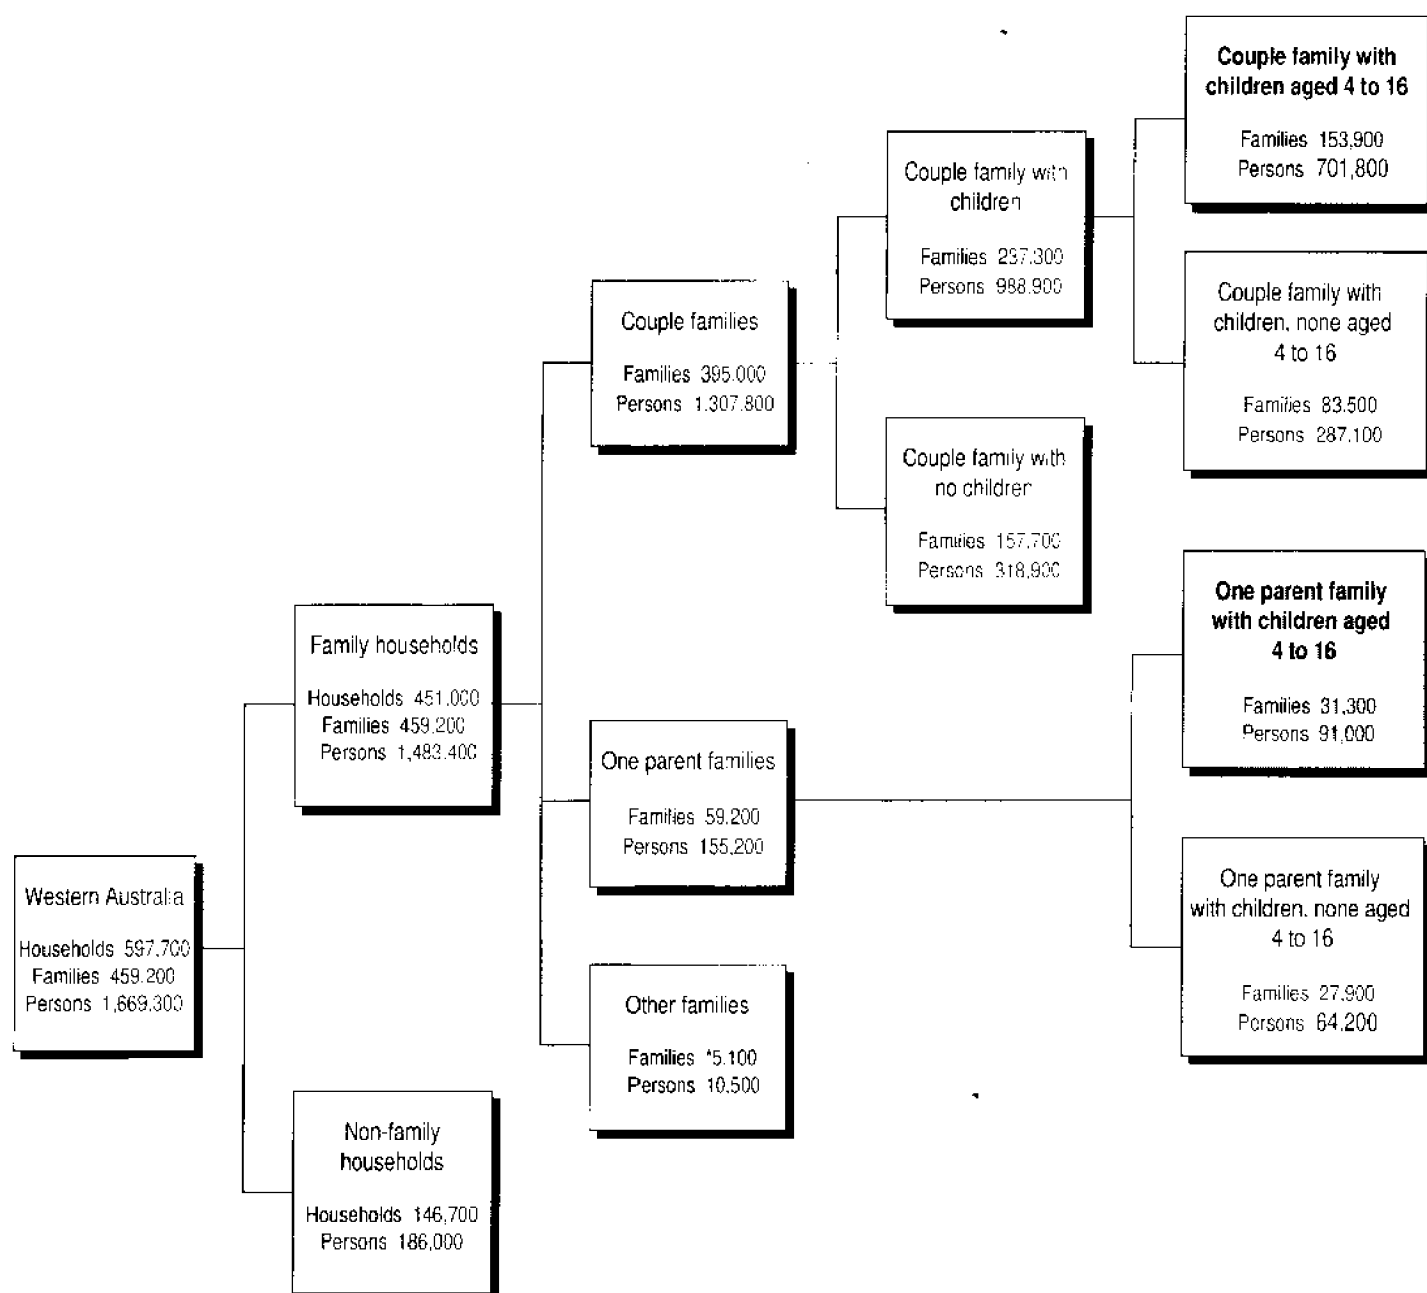 Western Australia
Households 597,700
Families 459.200
Persons 1,669,300
Family households
Households 451,000
Families 459.200
Persons 1,483.400
Non-family
households
Households 146,700
Persons 186,000
Couple families
Families 395.000
Persons 1.307.800
One parent families
Families 59.200
Persons 155,200
Other families
Families *5.100
Persons 10,500
Couple family with
children
Families 237.300
Persons 988.900
Couple family with
no children
Families 157.700
Persons 318,900
Couple family with
children aged 4 to 16
Families 153,900
Persons 701,800
Couple family with
children, none aged
4 to 16
Families 83.500
Persons 287,100
One parent family
with children aged
4 to 16
Families 31,300
Persons 91,000
One parent family
with children, none aged
4 to 16
Families 27,900
Persons 64,200